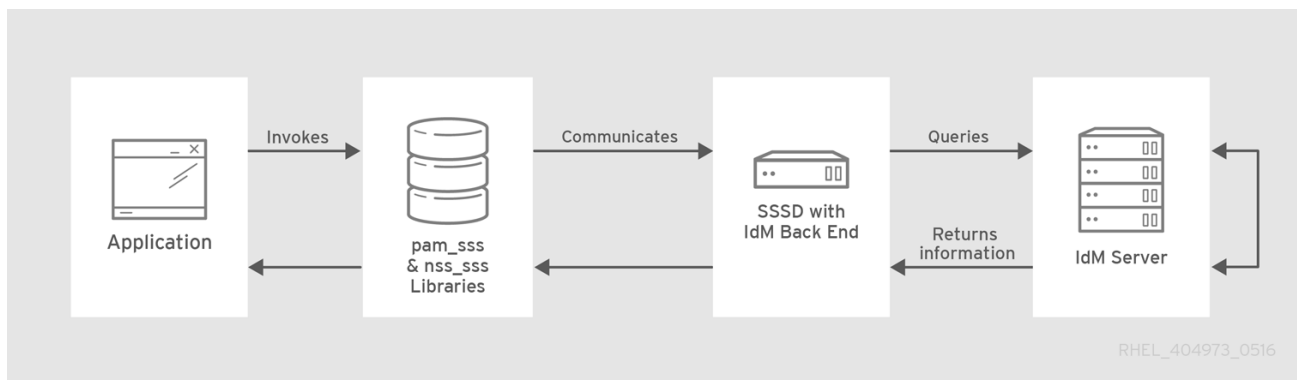 Invokes
Communicates
Queries
Application
pam_sss
& nss_sss
Libraries
SSSD with
IdM Back End
Returns
information
IdM Server
RHEL_404973_0516